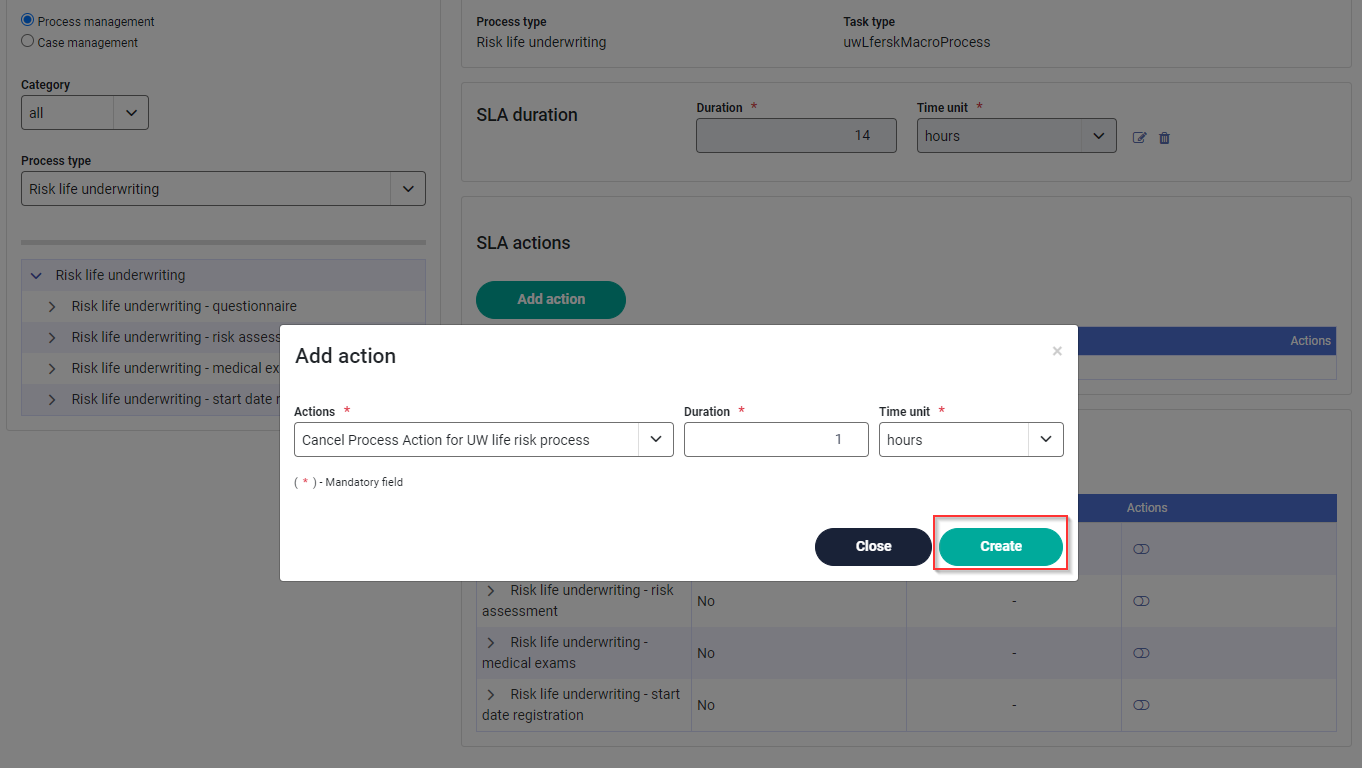 Process management
Case management
Category
all
Process type
Risk life underwriting
Risk life underwriting
Risk life underwriting - questionnaire
Risk life underwriting - risk assess
Risk life underwriting - medical ex
Risk life underwriting - start date r
Process type
Risk life underwriting
Task type
uwLferskMacroProcess
SLA duration
Duration *
14
Time unit *
hours
SLA actions
Add action
Actions
Add action
×
Actions *
Cancel Process Action for UW life risk process
Duration *
1
Time unit *
hours
( * ) - Mandatory field
Close
Create
Actions
Risk life underwriting - risk
assessment
No
-
Risk life underwriting -
medical exams
No
-
Risk life underwriting - start
date registration
No
-